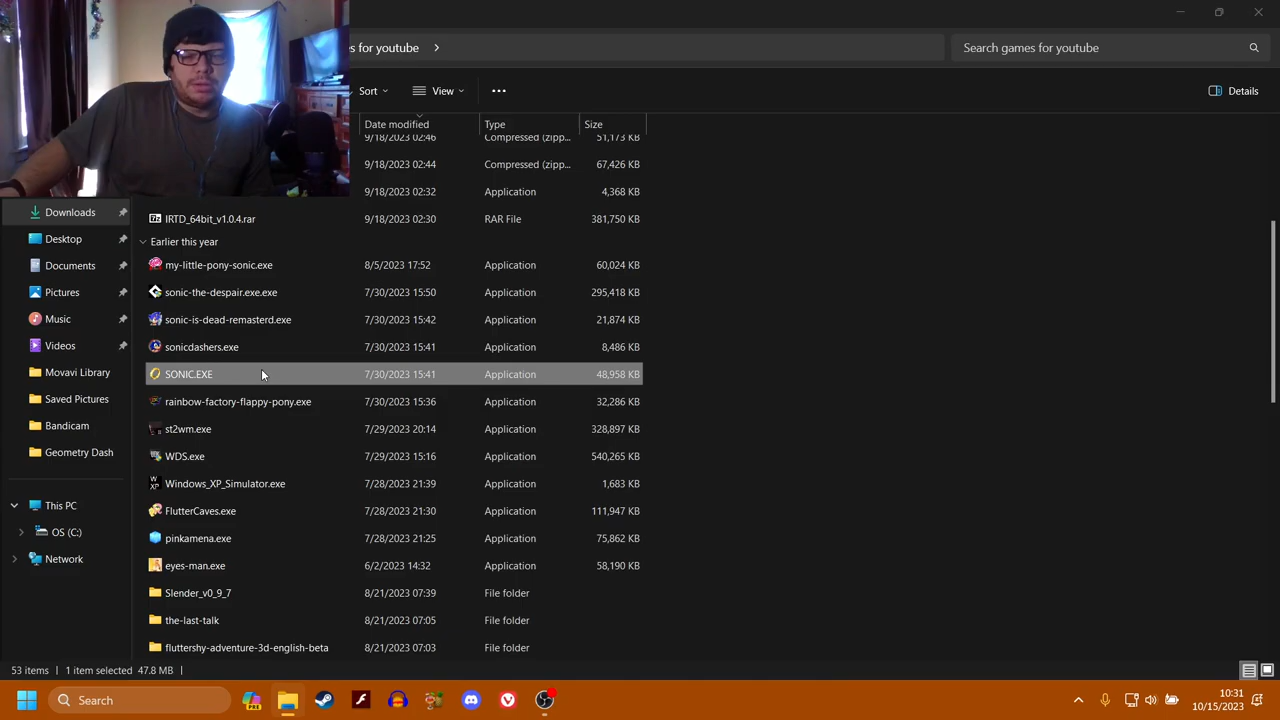 s for youtube
Search games for youtube
Sort
View
Details
Date modified Type Size
9/18/2023 02:46 Compressed (zipp... 51,173 KB
9/18/2023 02:44 Compressed (zipp... 67,426 KB
9/18/2023 02:32 Application 4,368 KB
IRTD_64bit_v1.0.4.rar 9/18/2023 02:30 RAR File 381,750 KB
Earlier this year
my-little-pony-sonic.exe 8/5/2023 17:52 Application 60,024 KB
sonic-the-despair.exe.exe 7/30/2023 15:50 Application 295,418 KB
sonic-is-dead-remasterd.exe 7/30/2023 15:42 Application 21,874 KB
sonicdashers.exe 7/30/2023 15:41 Application 8,486 KB
SONIC.EXE 7/30/2023 15:41 Application 48,958 KB
rainbow-factory-flappy-pony.exe 7/30/2023 15:36 Application 32,286 KB
st2wm.exe 7/29/2023 20:14 Application 328,897 KB
WDS.exe 7/29/2023 15:16 Application 540,265 KB
Windows_XP_Simulator.exe 7/28/2023 21:39 Application 1,683 KB
FlutterCaves.exe 7/28/2023 21:30 Application 111,947 KB
pinkamena.exe 7/28/2023 21:25 Application 75,862 KB
eyes-man.exe 6/2/2023 14:32 Application 58,190 KB
Slender_v0_9_7 8/21/2023 07:39 File folder
the-last-talk 8/21/2023 07:05 File folder
fluttershy-adventure-3d-english-beta 8/21/2023 07:03 File folder
Downloads
Desktop
Documents
Pictures
Music
Videos
Movavi Library
Saved Pictures
Bandicam
Geometry Dash
This PC
OS (C:)
Network
53 items 1 item selected 47.8 MB
Search
PRE
10:31
10/15/2023